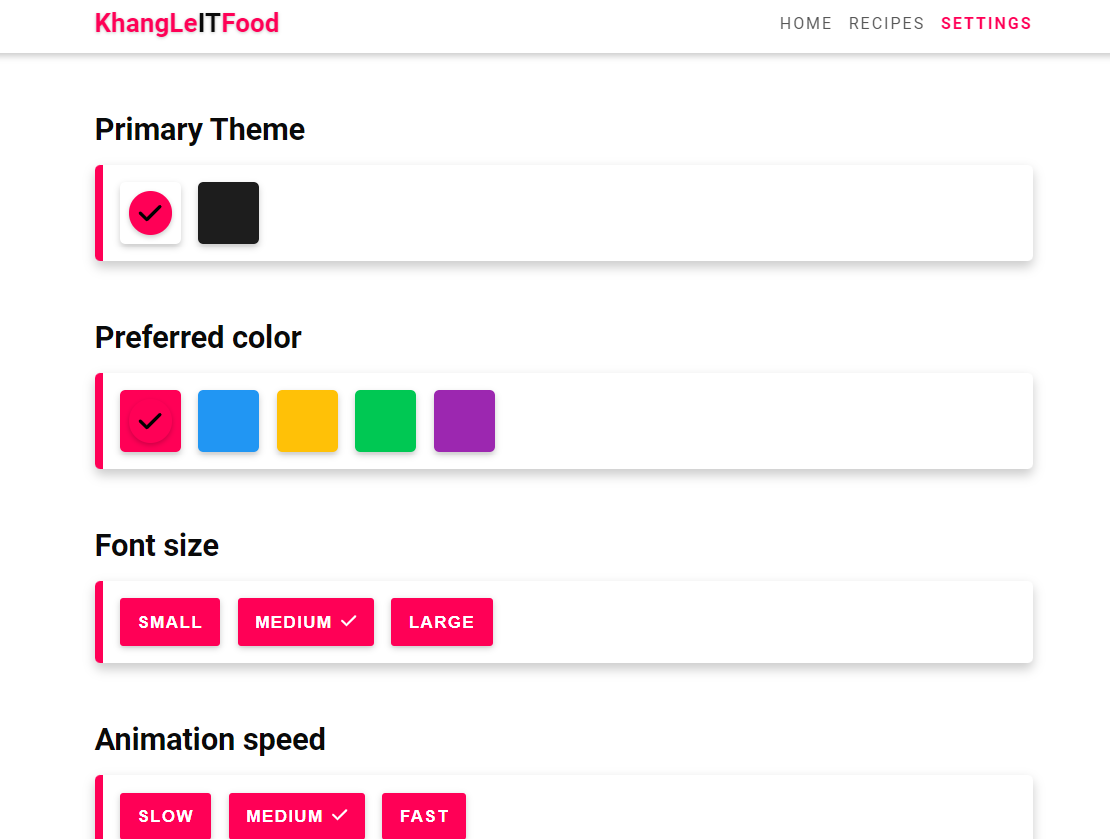 KhangLeITFood
HOME RECIPES SETTINGS
Primary Theme
Preferred color
Font size
SMALL MEDIUM LARGE
Animation speed
SLOW MEDIUM FAST